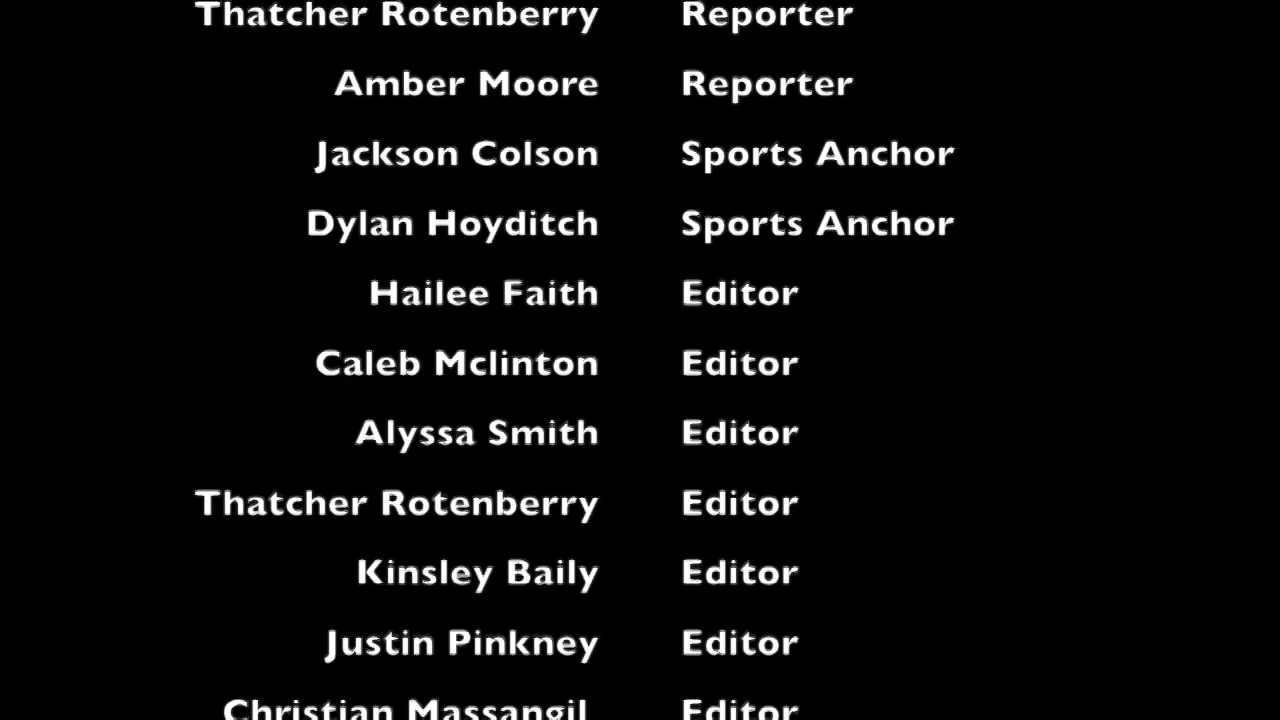 Thatcher Rotenberry Reporter
Amber Moore Reporter
Jackson Colson Sports Anchor
Dylan Hoyditch Sports Anchor
Hailee Faith Editor
Caleb Mclinton Editor
Alyssa Smith Editor
Thatcher Rotenberry Editor
Kinsley Baily Editor
Justin Pinkney Editor
Christian Massangil Editor